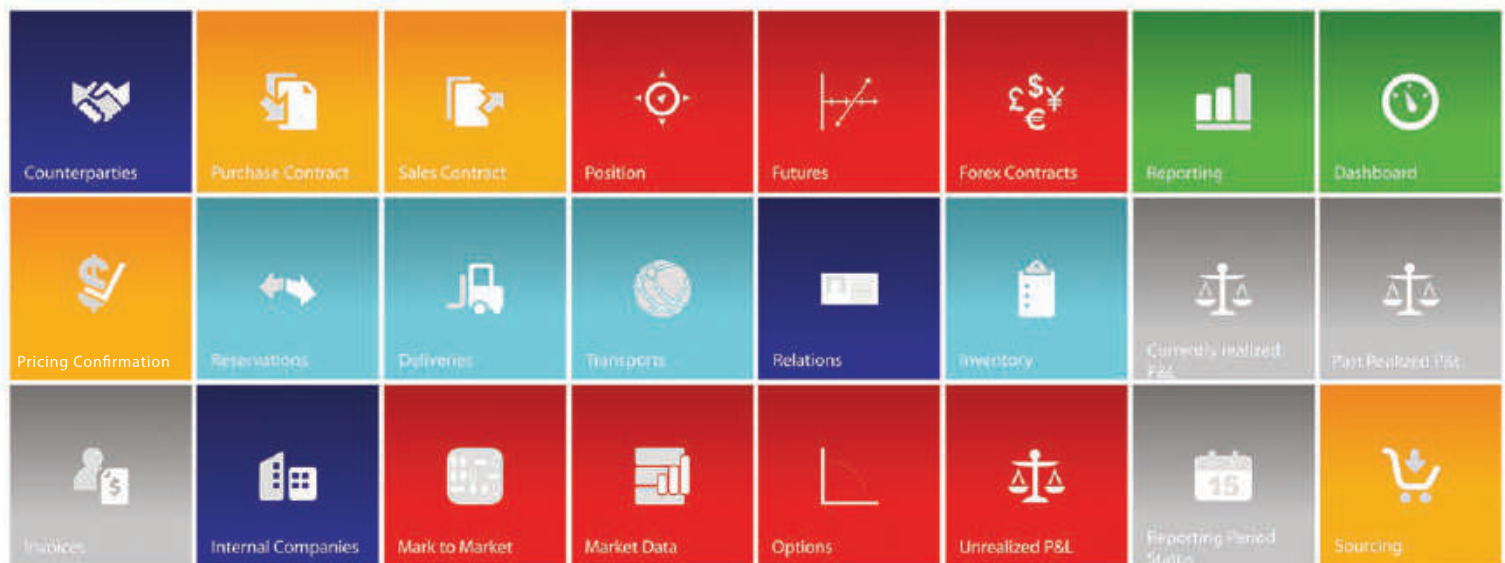 Counterparties
Purchase Contract
Sales Contract
Position
Futures
£ $ ¥ €
Forex Contracts
Reporting
Dashboard
Pricing Confirmation
Reservations
Deliveries
Transports
Relations
Inventory
Currently realized
P&L
Past Realized P&L
$
Invoices
Internal Companies
Mark to Market
Market Data
Options
Unrealized P&L
15
Reporting Period
Status
Sourcing